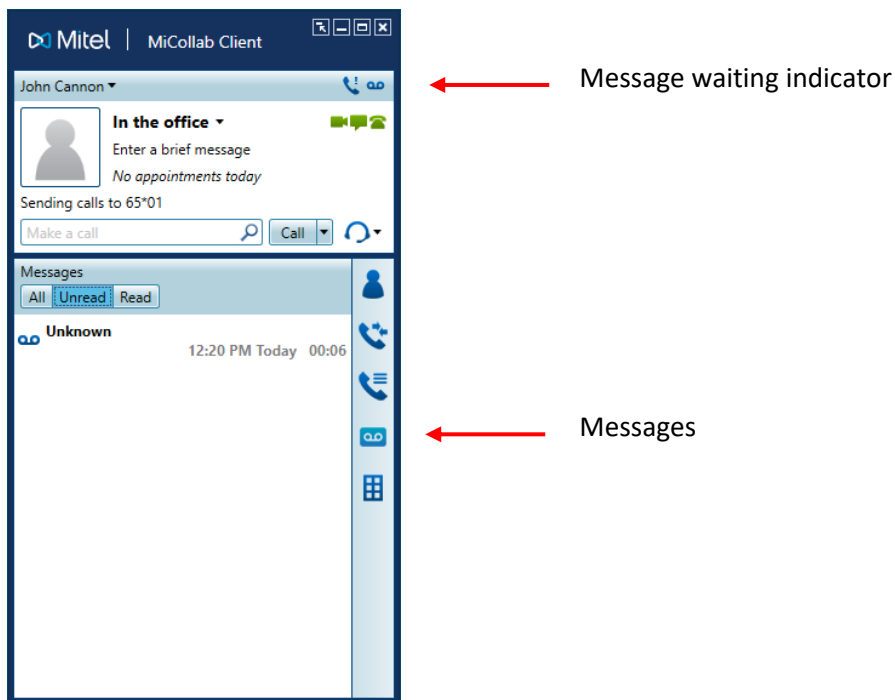 Mitel | MiCollab Client
John Cannon
Message waiting indicator
In the office
Enter a brief message
No appointments today
Sending calls to 65*01
Make a call
Call
Messages
All Unread Read
Unknown
12:20 PM Today 00:06
Messages